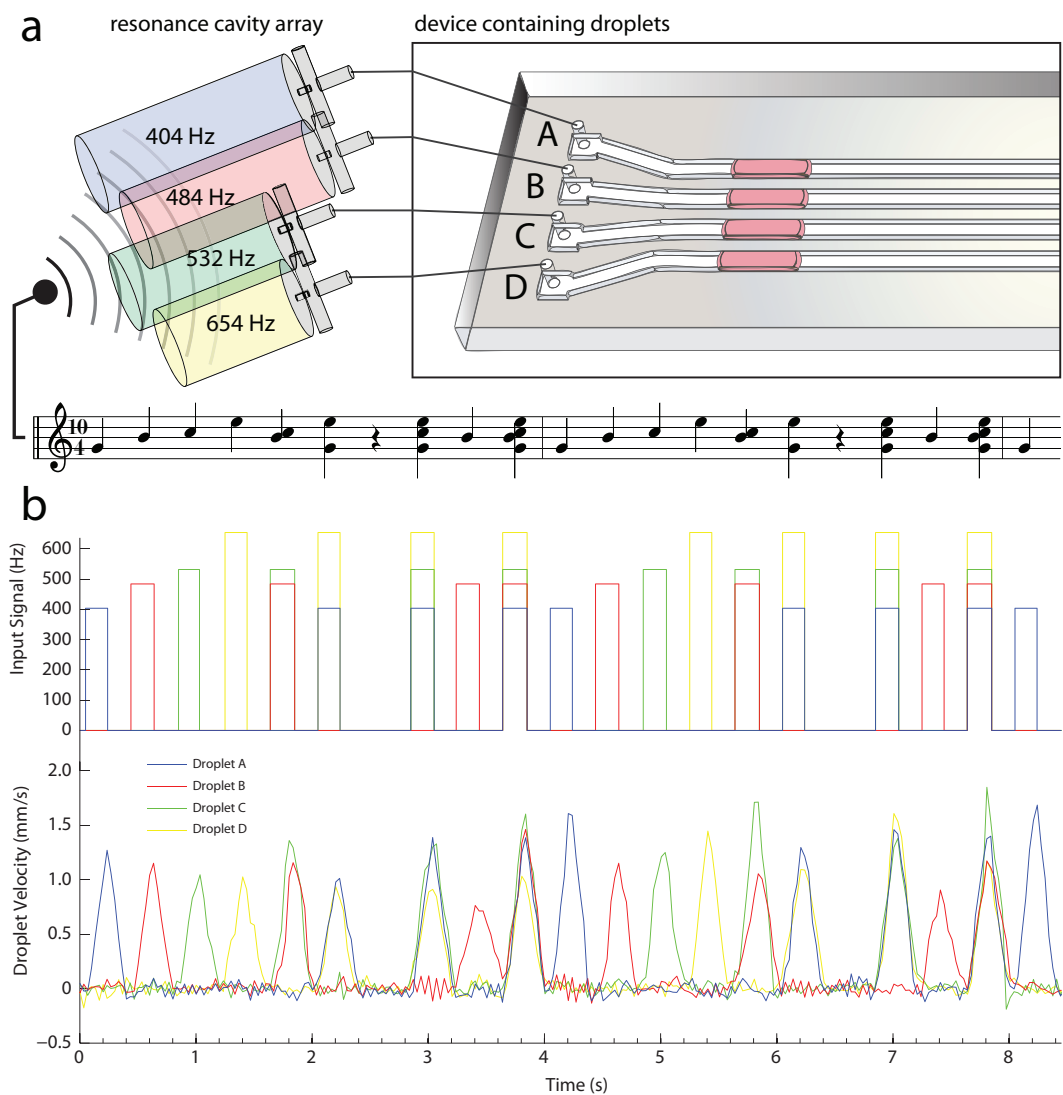 a
resonance cavity array
device containing droplets
404 Hz
484 Hz
532 Hz
654 Hz
A
B
C
D
10
4
b
Input Signal (Hz)
600
500
400
300
200
100
0
Droplet Velocity (mm/s)
2.0
1.5
1.0
0.5
0
−0.5
Droplet A
Droplet B
Droplet C
Droplet D
0 1 2 3 4 5 6 7 8
Time (s)